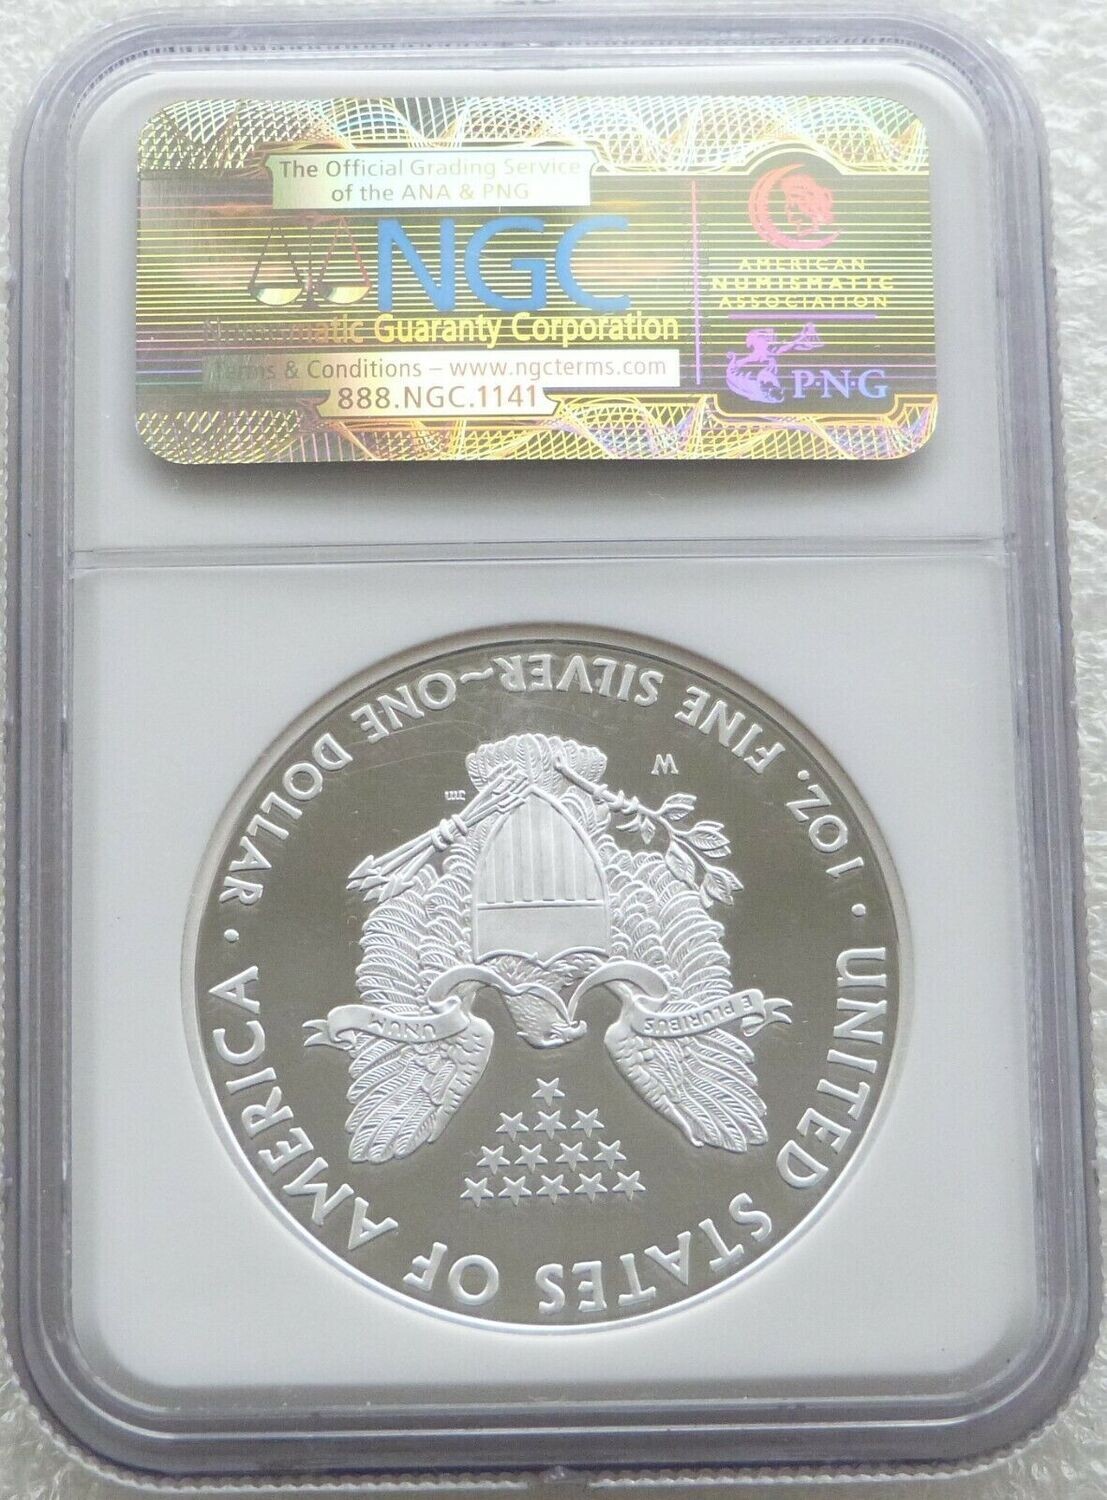 The Official Grading Service
of the ANA & PNG
NGC
Numismatic Guaranty Corporation
Terms & Conditions – www.ngcterms.com
888.NGC.1141
AMERICAN
NUMISMATIC
ASSOCIATION
P·N·G
UNITED STATES OF AMERICA
· 1 OZ. FINE SILVER~ONE DOLLAR ·
W
E PLURIBUS
UNUM